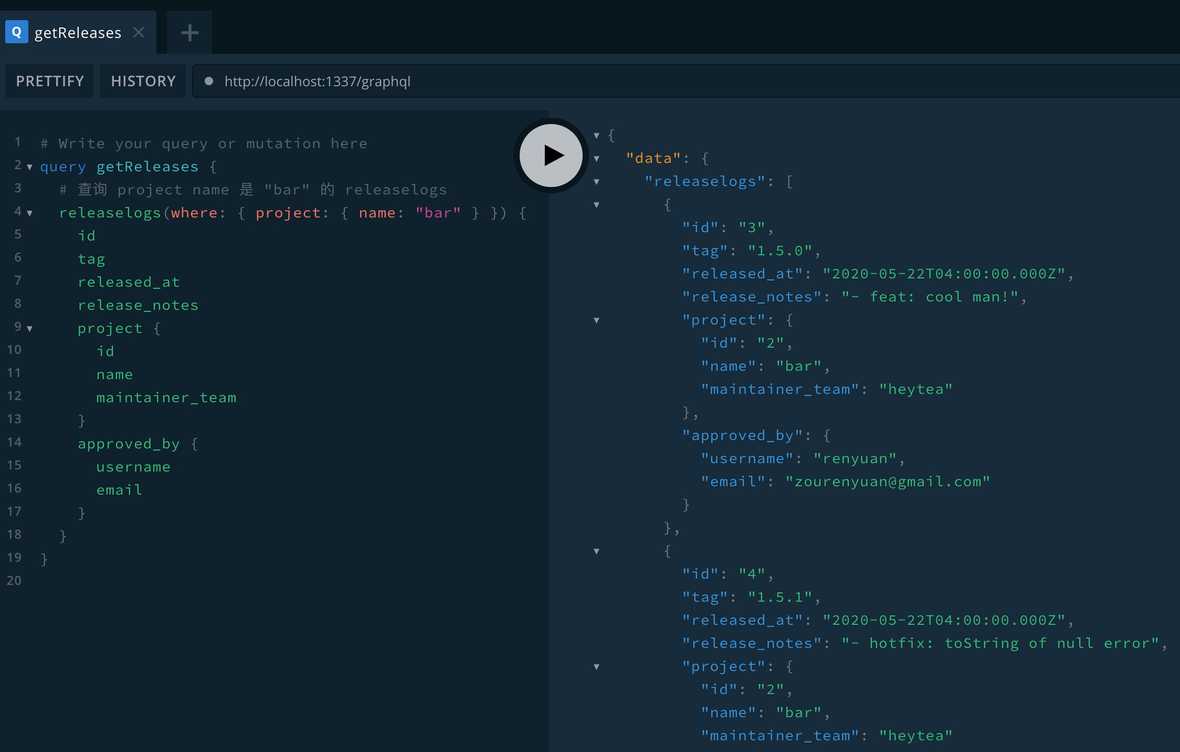 Q getReleases
PRETTIFY HISTORY http://localhost:1337/graphql
1 # Write your query or mutation here
2 query getReleases {
3 # 查询 project name 是 "bar" 的 releaselogs
4 releaselogs(where: { project: { name: "bar" } }) {
5 id
6 tag
7 released_at
8 release_notes
9 project {
10 id
11 name
12 maintainer_team
13 }
14 approved_by {
15 username
16 email
17 }
18 }
19 }
20
{
"data": {
"releaselogs": [
{
"id": "3",
"tag": "1.5.0",
"released_at": "2020-05-22T04:00:00.000Z",
"release_notes": "- feat: cool man!",
"project": {
"id": "2",
"name": "bar",
"maintainer_team": "heytea"
},
"approved_by": {
"username": "renyuan",
"email": "zourenyuan@gmail.com"
}
},
{
"id": "4",
"tag": "1.5.1",
"released_at": "2020-05-22T04:00:00.000Z",
"release_notes": "- hotfix: toString of null error",
"project": {
"id": "2",
"name": "bar",
"maintainer_team": "heytea"